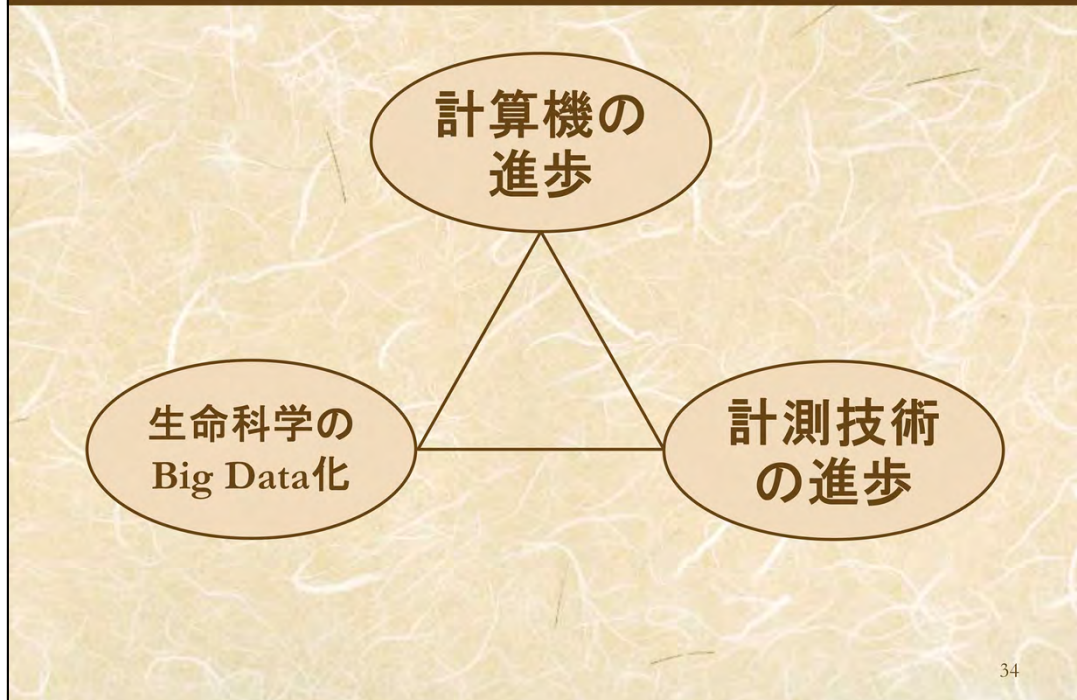 計算機の
進歩
生命科学の
Big Data化
計測技術
の進歩
34